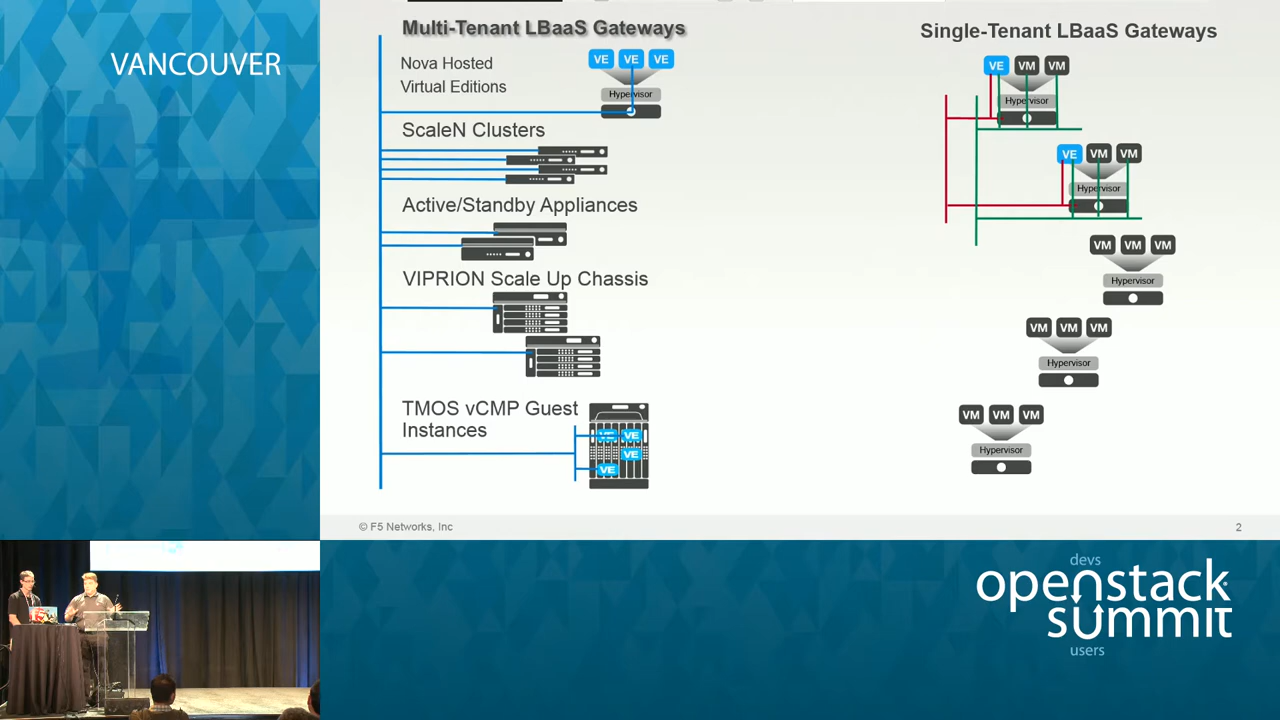 VANCOUVER
Multi-Tenant LBaaS Gateways
Nova Hosted
Virtual Editions
VE VE VE
Hypervisor
ScaleN Clusters
Active/Standby Appliances
VIPRION Scale Up Chassis
TMOS vCMP Guest
Instances
VE VE
VE
VE
Single-Tenant LBaaS Gateways
VE VM VM
Hypervisor
VE VM VM
Hypervisor
VM VM VM
Hypervisor
VM VM VM
Hypervisor
VM VM VM
Hypervisor
© F5 Networks, Inc
2
devs
openstack
summit
users